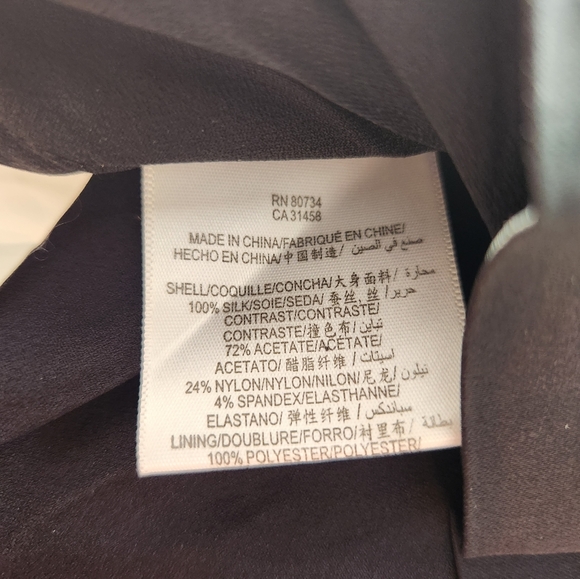 RN 80734
CA 31458
MADE IN CHINA/FABRIQUÉ EN CHINE/
HECHO EN CHINA/中国制造/ صنع في الصين
SHELL/COQUILLE/CONCHA/大身面料/ محارة/
100% SILK/SOIE/SEDA/ 蚕丝, 丝/ حرير/
CONTRAST/CONTRASTE/
CONTRASTE/撞色布/ تباين/
72% ACETATE/ACÉTATE/
ACETATO/ 醋脂纤维 / اسيتات/
24% NYLON/NYLON/NILON/尼龙/ نيلون/
4% SPANDEX/ELASTHANNE/
ELASTANO/ 弹性纤维 / سباندكس/
LINING/DOUBLURE/FORRO/衬里布/ بطانة/
100% POLYESTER/POLYESTER/